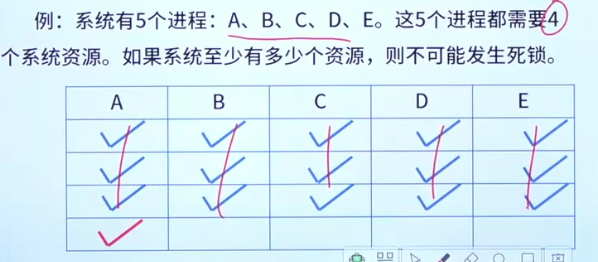 例：系统有5个进程：A、B、C、D、E。这5个进程都需要4
个系统资源。如果系统至少有多少个资源，则不可能发生死锁。
A B C D E